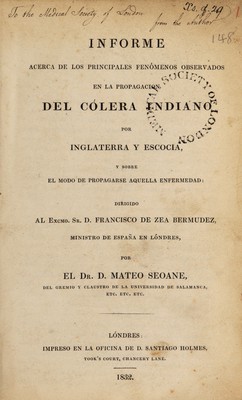 To the Medical Society of London
from the Author
INFORME
ACERCA DE LOS PRINCIPALES FENÓMENOS OBSERVADOS
EN LA PROPAGACION
DEL CÓLERA INDIANO
POR
INGLATERRA Y ESCOCIA,
Y SOBRE
EL MODO DE PROPAGARSE AQUELLA ENFERMEDAD:
DIRIGIDO
AL EXCMO. SR. D. FRANCISCO DE ZEA BERMUDEZ,
MINISTRO DE ESPAÑA EN LÓNDRES,
POR
EL DR. D. MATEO SEOANE,
DEL GREMIO Y CLAUSTRO DE LA UNIVERSIDAD DE SALAMANCA,
ETC. ETC. ETC.
LÓNDRES:
IMPRESO EN LA OFICINA DE D. SANTIAGO HOLMES,
TOOK'S COURT, CHANCERY LANE.
1832.